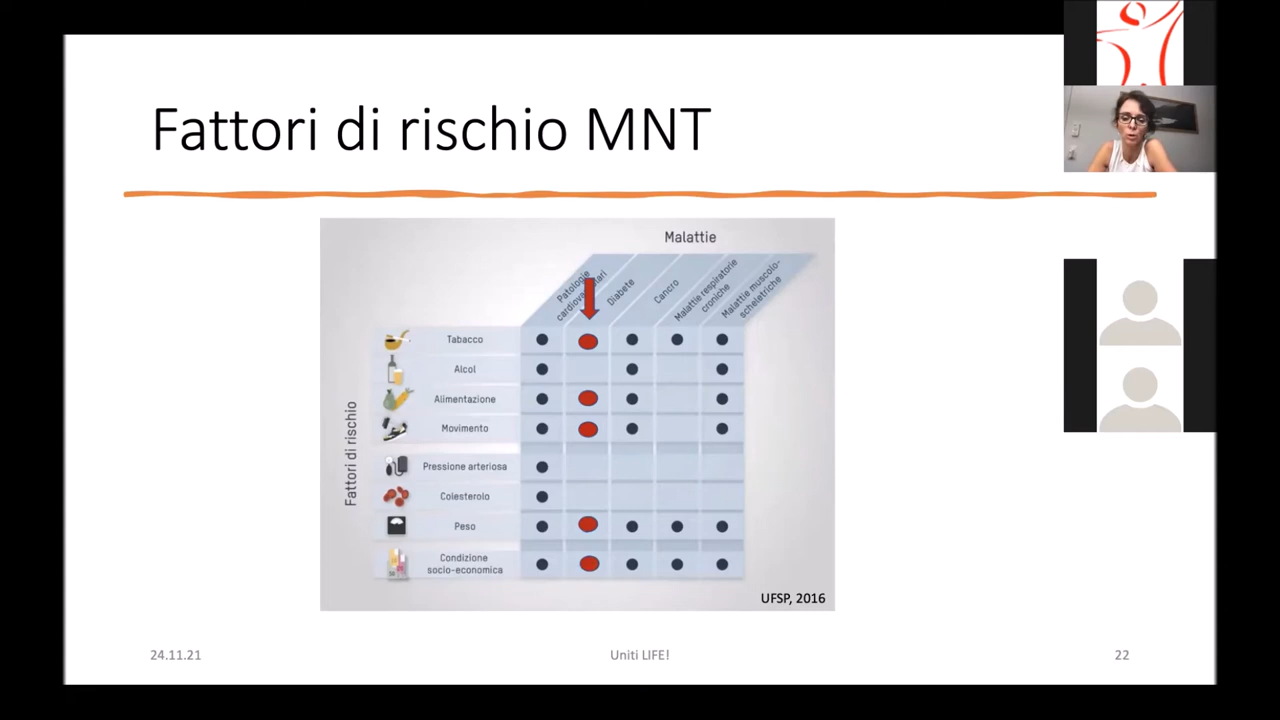 Fattori di rischio MNT
Malattie
Patologie
Diabete
Cancro
Malattie respiratorie
croniche
Malattie muscolo-
scheletriche
Fattori di rischio
Tabacco
Alcol
Alimentazione
Movimento
Pressione arteriosa
Colesterolo
Peso
Condizione
socio-economica
UFSP, 2016
24.11.21
Uniti LIFE!
22